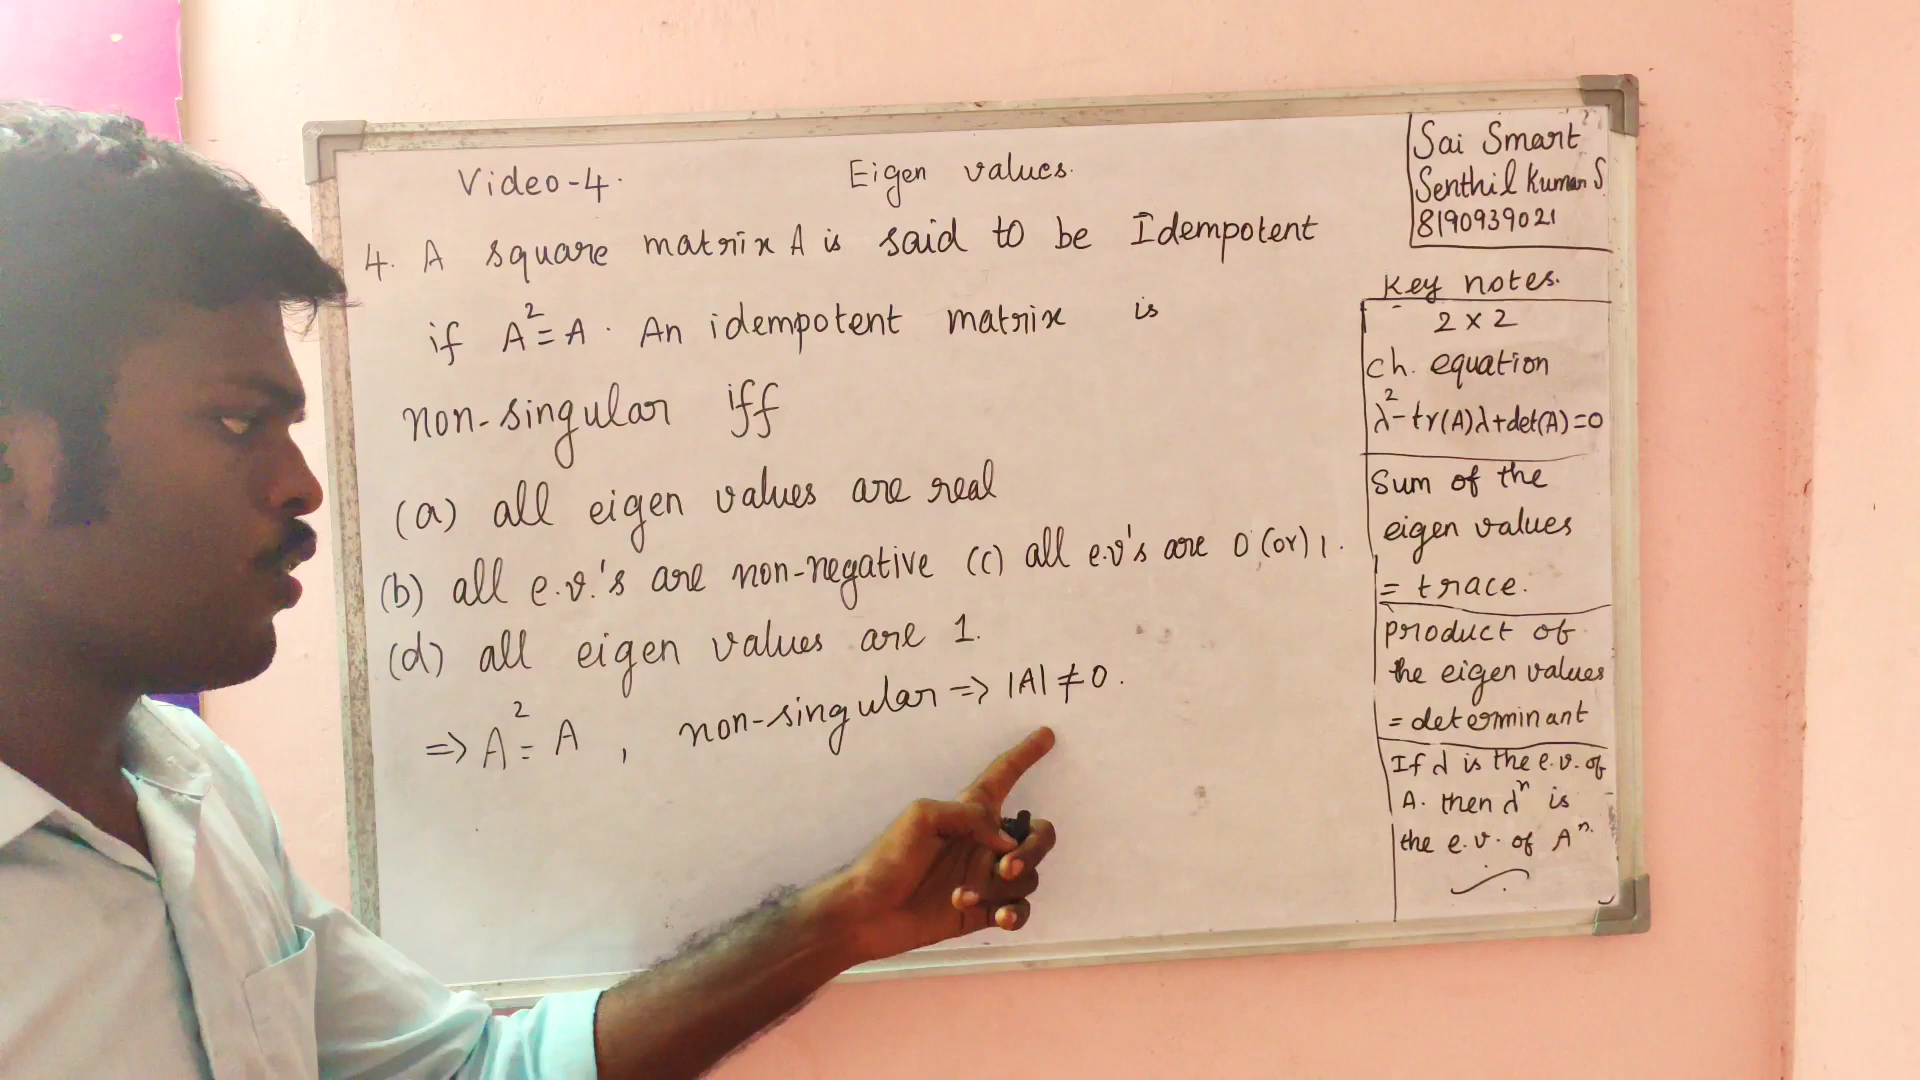 Video-4.
Eigen values.
4. A square matrix A is said to be Idempotent
if A²=A. An idempotent matrix is
non-singular iff
(a) all eigen values are real
(b) all e.v.'s are non-negative (c) all e.v's are 0 (or) 1.
(d) all eigen values are 1.
=> A² = A , non-singular => |A| ≠ 0.
Sai Smart
Senthil Kumar S
8190939021
Key notes.
2 x 2
ch. equation
λ²-tr(A)λ+det(A)=0
Sum of the
eigen values
= trace.
product of
the eigen values
= determinant
If λ is the e.v. of
A. then λⁿ is
the e.v. of Aⁿ.